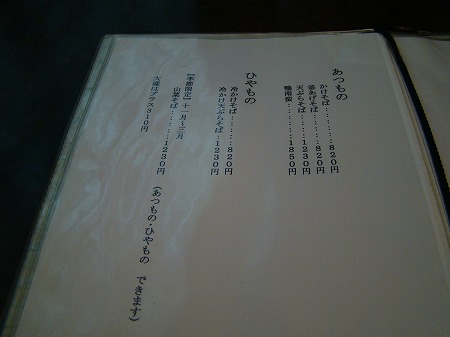 あつもの
かけそば………820円
釜あげそば……820円
天ぷらそば…1230円
鴨南蛮………1850円
ひやもの
冷かけそば……820円
冷かけ天ぷらそば…1230円
【季節限定】十一月～三月
山菜そば………1230円
(あつもの・ひやもの できます)
大盛はプラス310円